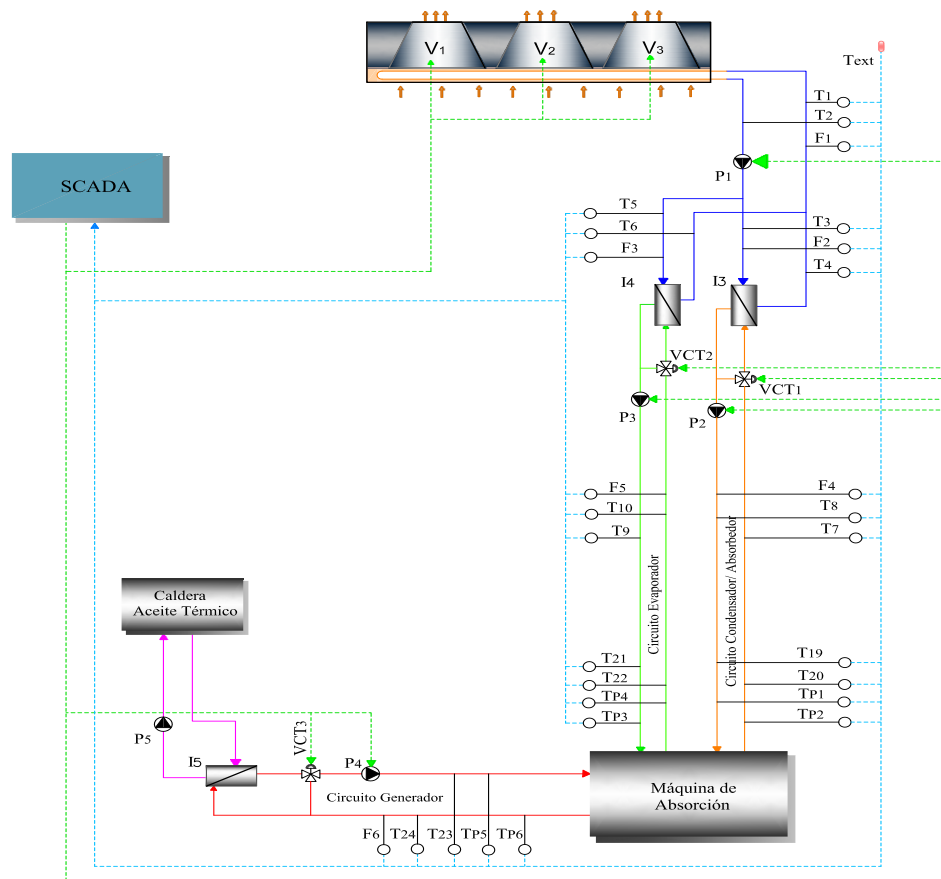 V1
V2
V3
Text
T1
T2
F1
P1
SCADA
T5
T6
F3
T3
F2
T4
I4
I3
VCT2
VCT1
P3
P2
F5
T10
T9
F4
T8
T7
Circuito Evaporador
Circuito Condensador/ Absorbedor
Caldera
Aceite Térmico
T21
T22
TP4
TP3
T19
T20
TP1
TP2
P5
I5
VCT3
P4
Circuito Generador
Máquina de
Absorción
F6
T24
T23
TP5
TP6